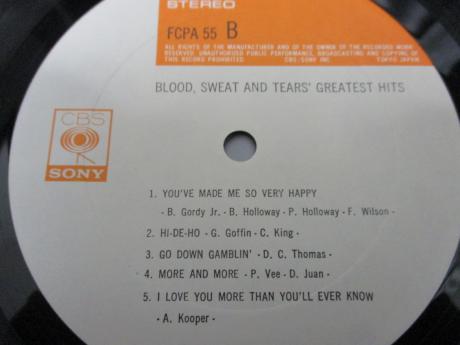 STEREO
FCPA 55 B
ALL RIGHTS OF THE MANUFACTURER AND OF THE OWNER OF THE RECORDED WORK
RESERVED. UNAUTHORIZED PUBLIC PERFORMANCE, BROADCASTING AND COPYING OF
THIS RECORD PROHIBITED CBS/SONY INC. TOKYO JAPAN
BLOOD, SWEAT AND TEARS' GREATEST HITS
CBS
SONY
1. YOU'VE MADE ME SO VERY HAPPY
- B. Gordy Jr. - B. Holloway - P. Holloway - F. Wilson -
2. HI-DE-HO - G. Goffin - C. King -
3. GO DOWN GAMBLIN' - D. C. Thomas -
4. MORE AND MORE - P. Vee - D. Juan -
5. I LOVE YOU MORE THAN YOU'LL EVER KNOW
- A. Kooper -